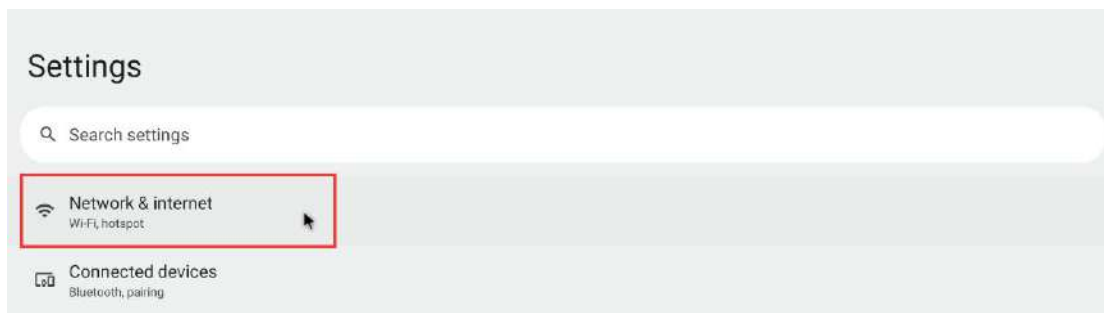 Settings
Search settings
Network & internet
Wi-Fi, hotspot
Connected devices
Bluetooth, pairing